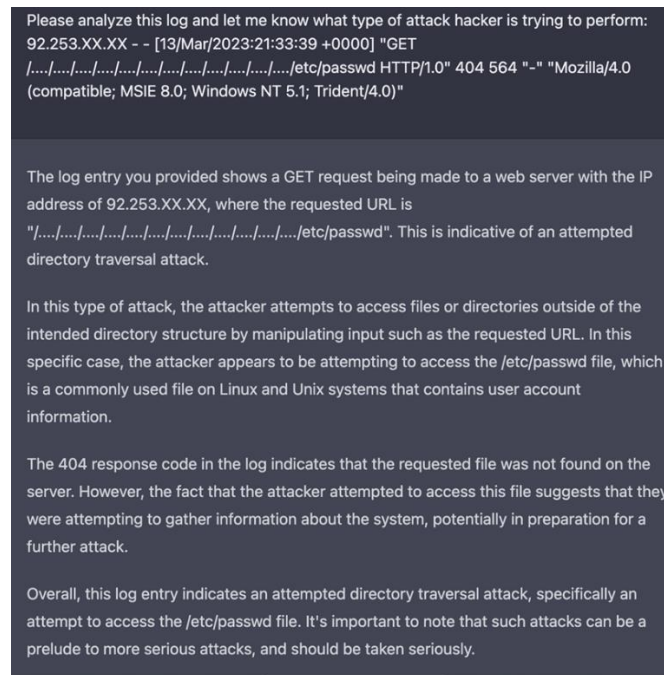 Please analyze this log and let me know what type of attack hacker is trying to perform:
92.253.XX.XX - - [13/Mar/2023:21:33:39 +0000] "GET
/..../..../..../..../..../..../..../..../..../..../..../..../etc/passwd HTTP/1.0" 404 564 "-" "Mozilla/4.0
(compatible; MSIE 8.0; Windows NT 5.1; Trident/4.0)"
The log entry you provided shows a GET request being made to a web server with the IP
address of 92.253.XX.XX, where the requested URL is
"/..../..../..../..../..../..../..../..../..../..../..../..../etc/passwd". This is indicative of an attempted
directory traversal attack.
In this type of attack, the attacker attempts to access files or directories outside of the
intended directory structure by manipulating input such as the requested URL. In this
specific case, the attacker appears to be attempting to access the /etc/passwd file, which
is a commonly used file on Linux and Unix systems that contains user account
information.
The 404 response code in the log indicates that the requested file was not found on the
server. However, the fact that the attacker attempted to access this file suggests that they
were attempting to gather information about the system, potentially in preparation for a
further attack.
Overall, this log entry indicates an attempted directory traversal attack, specifically an
attempt to access the /etc/passwd file. It's important to note that such attacks can be a
prelude to more serious attacks, and should be taken seriously.